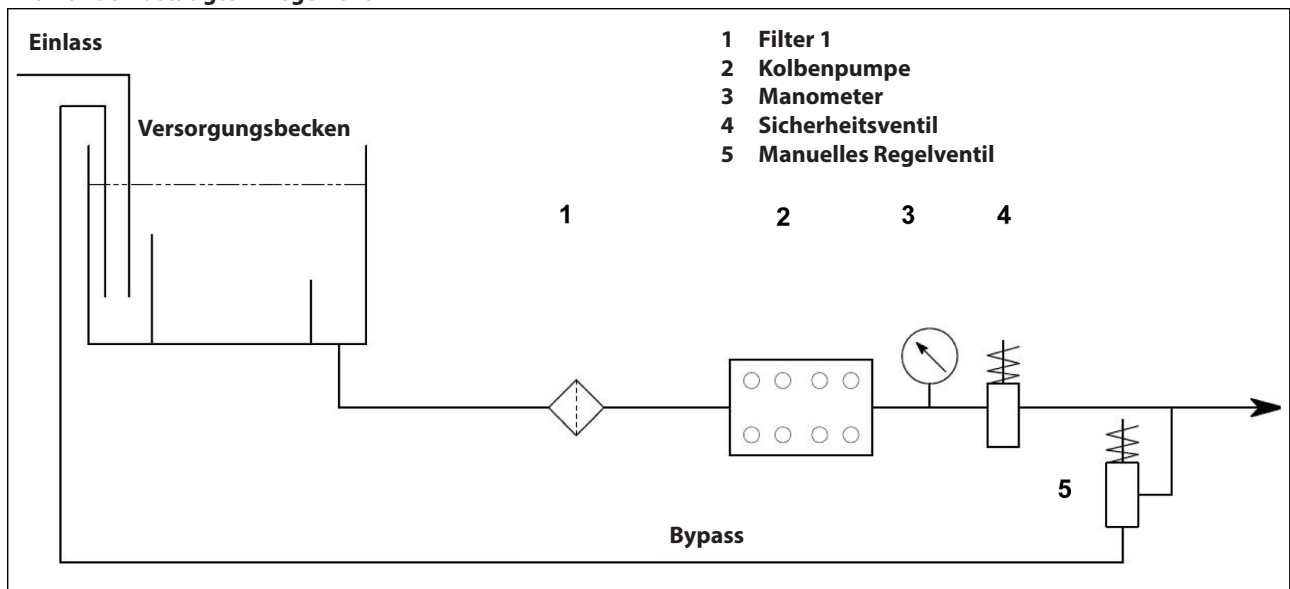 Einlass
Versorgungsbecken
1 Filter 1
2 Kolbenpumpe
3 Manometer
4 Sicherheitsventil
5 Manuelles Regelventil
1
2
3
4
5
Bypass